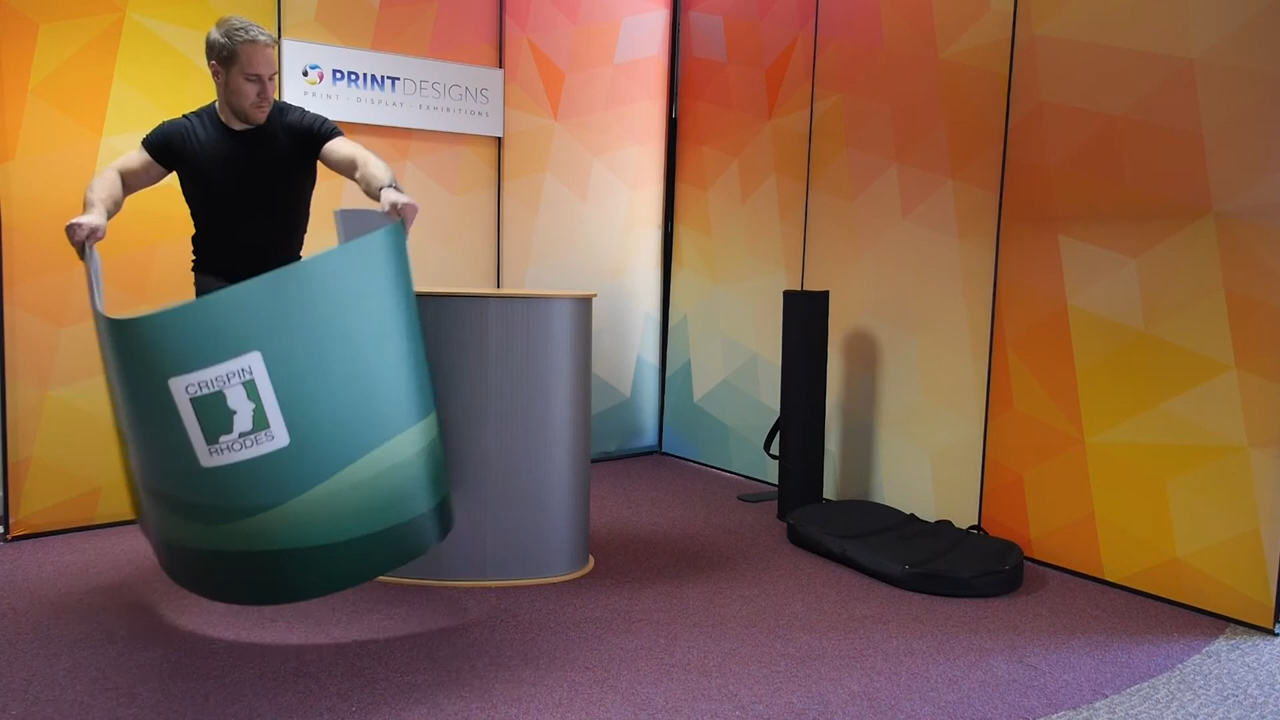 PRINTDESIGNS
PRINT - DISPLAY - EXHIBITIONS
CRISPIN
RHODES